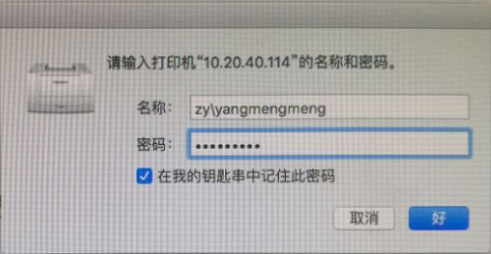 请输入打印机“10.20.40.114”的名称和密码。
名称： zy\yangmengmeng
密码： •••••••••
在我的钥匙串中记住此密码
取消 好